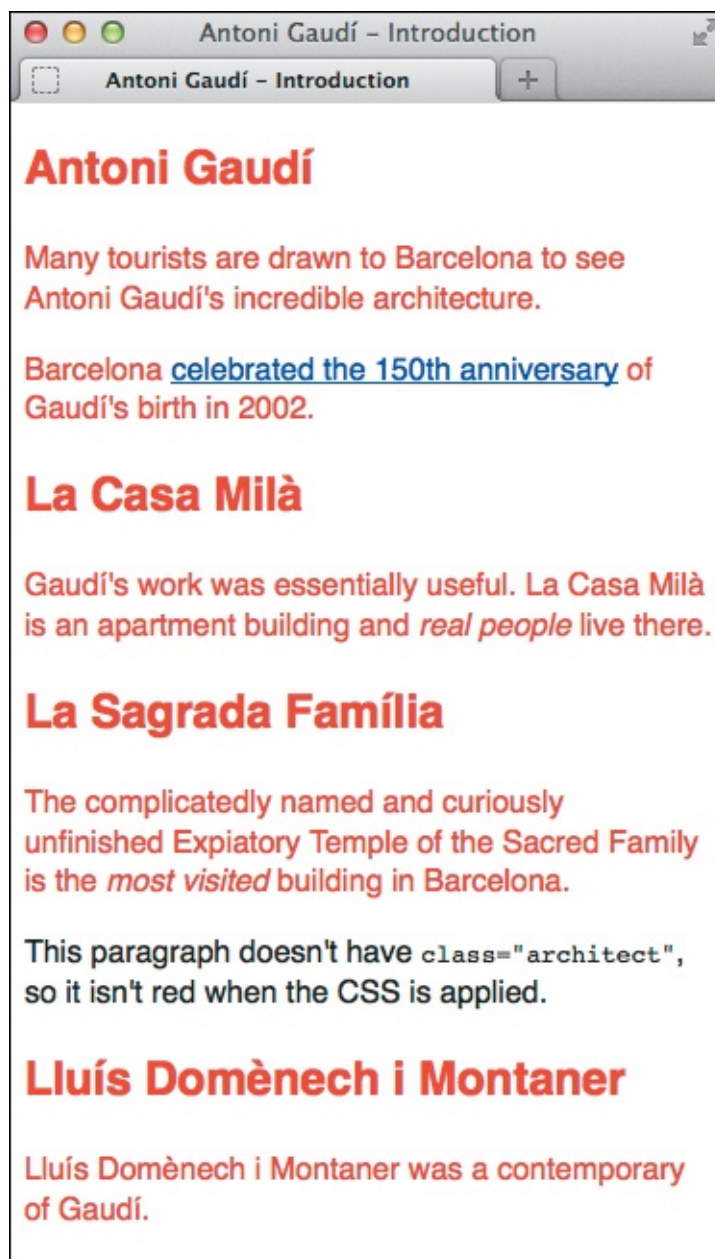 Antoni Gaudí – Introduction
Antoni Gaudí – Introduction
Antoni Gaudí
Many tourists are drawn to Barcelona to see
Antoni Gaudí's incredible architecture.
Barcelona celebrated the 150th anniversary of
Gaudí's birth in 2002.
La Casa Milà
Gaudí's work was essentially useful. La Casa Milà
is an apartment building and real people live there.
La Sagrada Família
The complicatedly named and curiously
unfinished Expiatory Temple of the Sacred Family
is the most visited building in Barcelona.
This paragraph doesn't have class="architect",
so it isn't red when the CSS is applied.
Lluís Domènech i Montaner
Lluís Domènech i Montaner was a contemporary
of Gaudí.